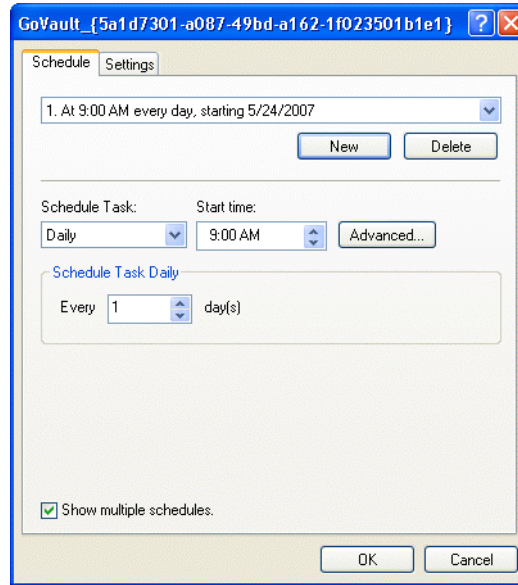 GoVault_{5a1d7301-a087-49bd-a162-1f023501b1e1}
Schedule Settings
1. At 9:00 AM every day, starting 5/24/2007
New Delete
Schedule Task: Start time:
Daily 9:00 AM Advanced...
Schedule Task Daily
Every 1 day(s)
Show multiple schedules.
OK Cancel